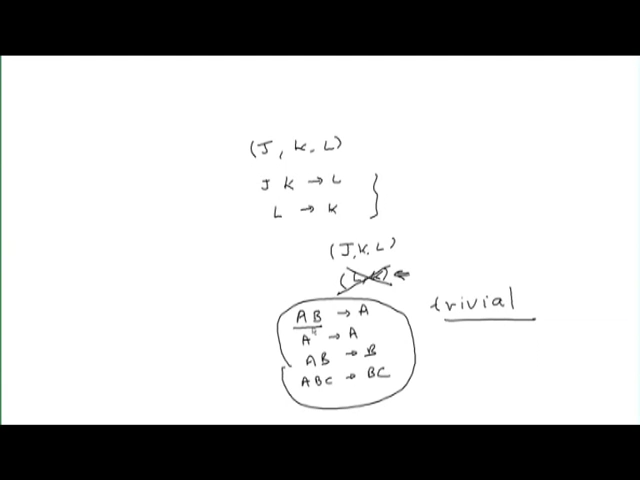 (J, K, L)
J K → L
L → K
(J, K, L)
trivial
AB → A
A → A
AB → B
ABC → BC